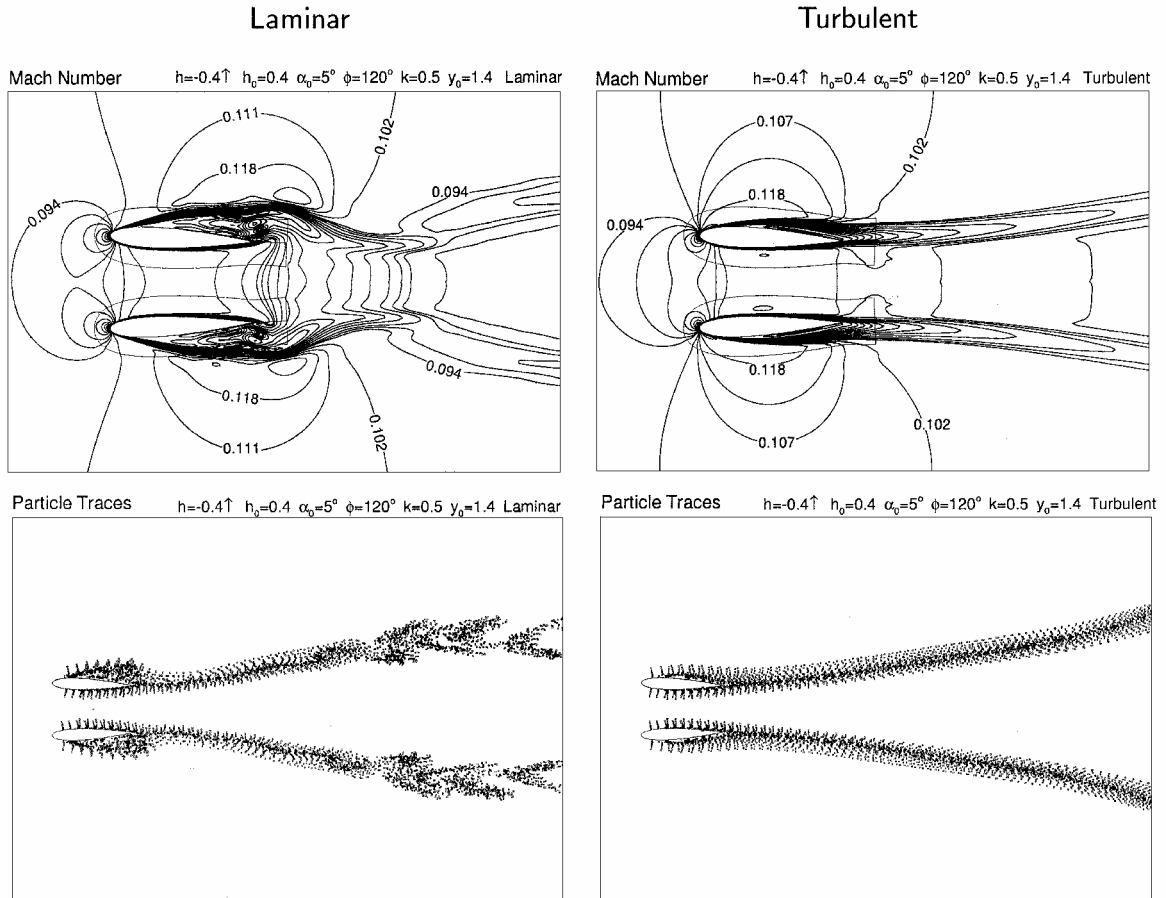 Laminar
Turbulent
Mach Number h=-0.4↑ h₀=0.4 α₀=5° ϕ=120° k=0.5 y₀=1.4 Laminar
0.111
0.102
0.118
0.094
0.094
0.094
0.118
0.102
0.111
Mach Number h=-0.4↑ h₀=0.4 α₀=5° ϕ=120° k=0.5 y₀=1.4 Turbulent
0.107
0.102
0.118
0.094
0.118
0.102
0.107
Particle Traces h=-0.4↑ h₀=0.4 α₀=5° ϕ=120° k=0.5 y₀=1.4 Laminar
Particle Traces h=-0.4↑ h₀=0.4 α₀=5° ϕ=120° k=0.5 y₀=1.4 Turbulent